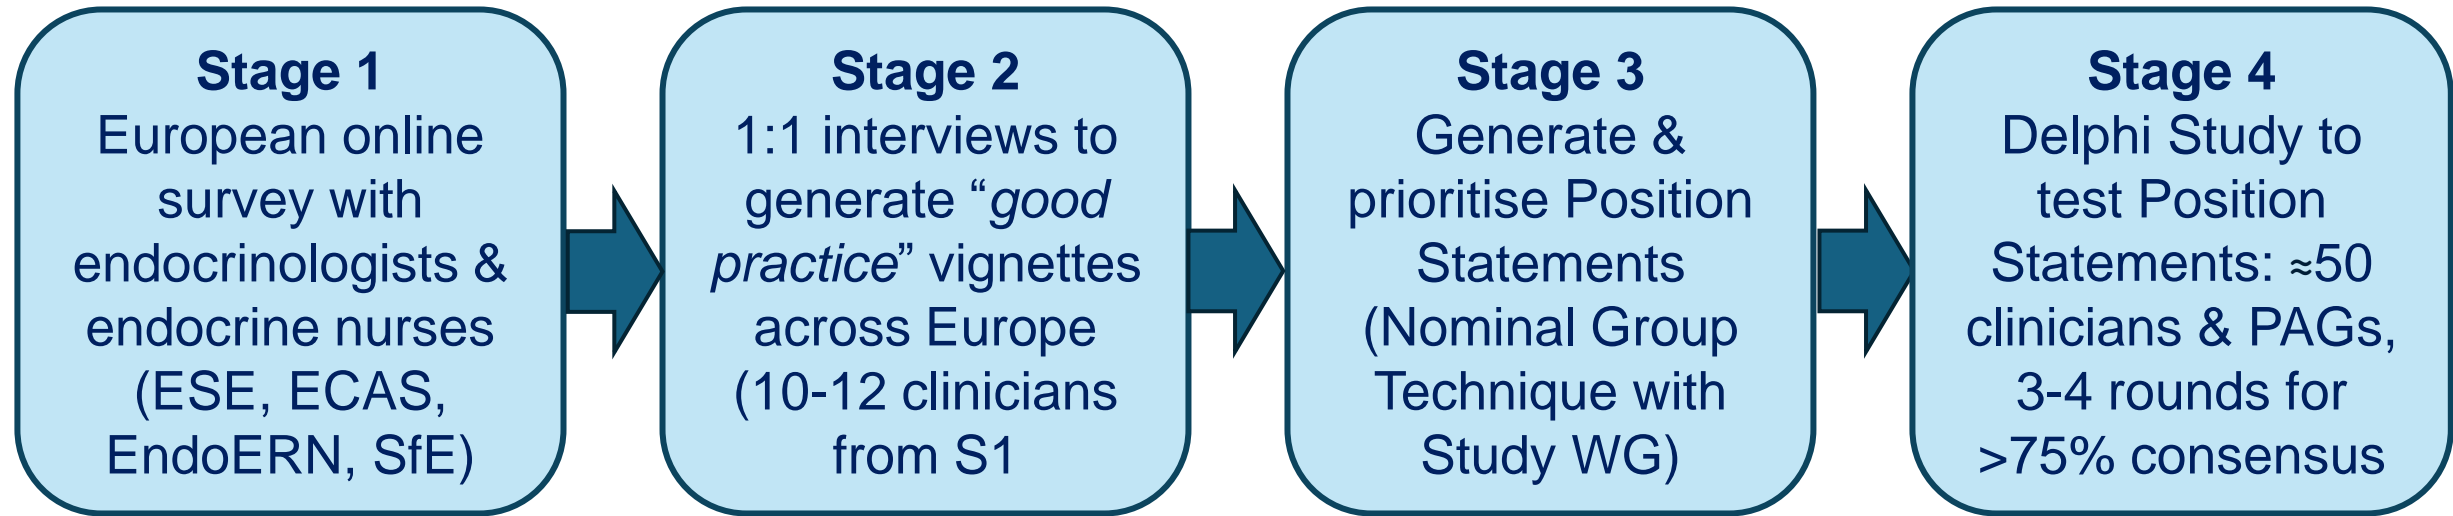 Stage 1
European online
survey with
endocrinologists &
endocrine nurses
(ESE, ECAS,
EndoERN, SfE)
Stage 2
1:1 interviews to
generate “good
practice” vignettes
across Europe
(10-12 clinicians
from S1
Stage 3
Generate &
prioritise Position
Statements
(Nominal Group
Technique with
Study WG)
Stage 4
Delphi Study to
test Position
Statements: ≈50
clinicians & PAGs,
3-4 rounds for
>75% consensus